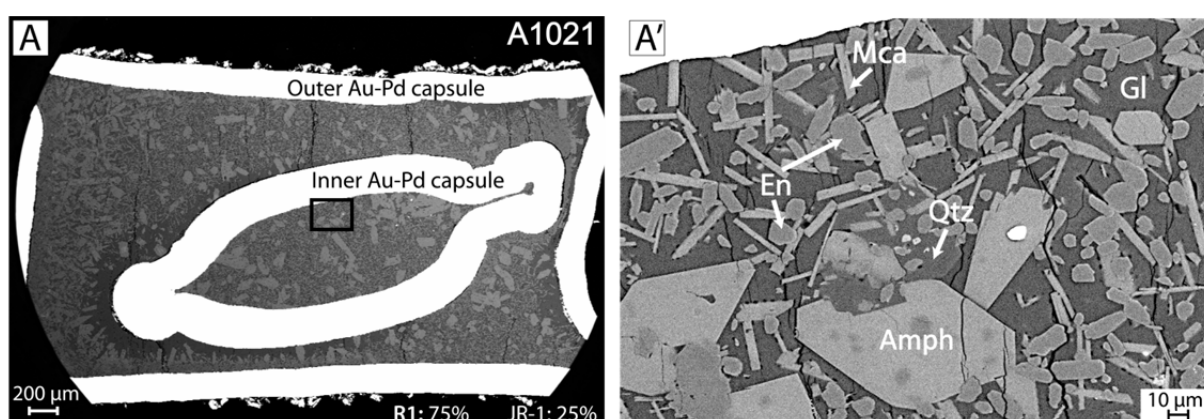 A
A1021
Outer Au-Pd capsule
Inner Au-Pd capsule
200 µm
R1: 75% JR-1: 25%
A′
Mca
Gl
En
Qtz
Amph
10 µm